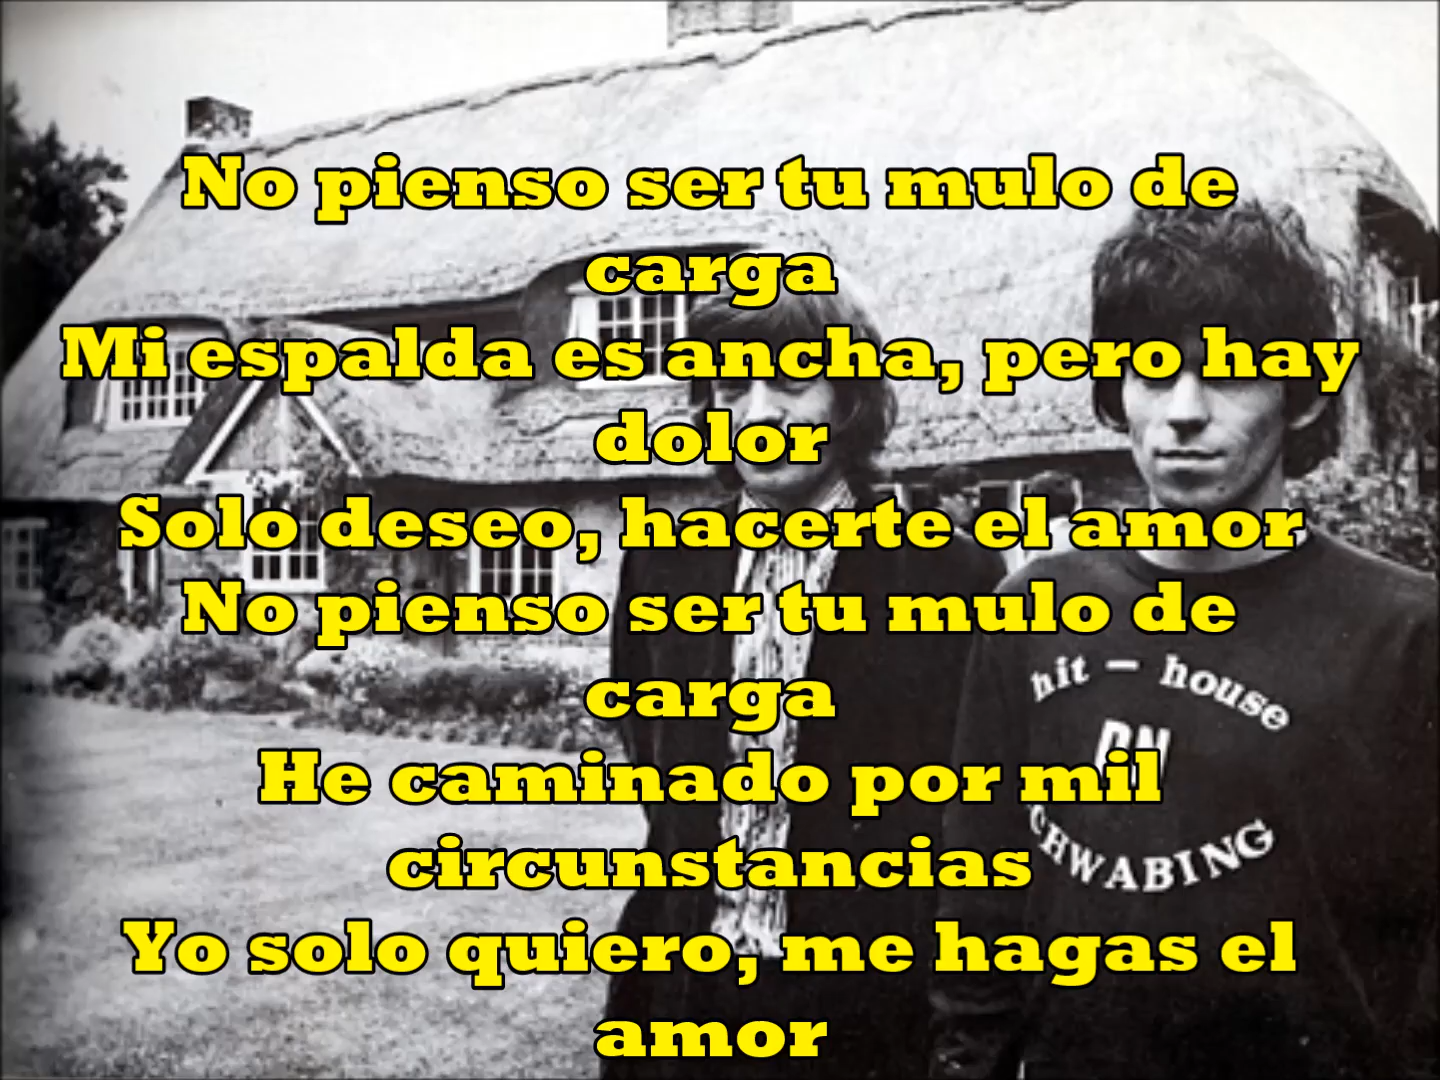 No pienso ser tu mulo de
carga
Mi espalda es ancha, pero hay
dolor
Solo deseo, hacerte el amor
No pienso ser tu mulo de
carga
hit - house
He caminado por mil
circunstancias
Yo solo quiero, me hagas el
amor